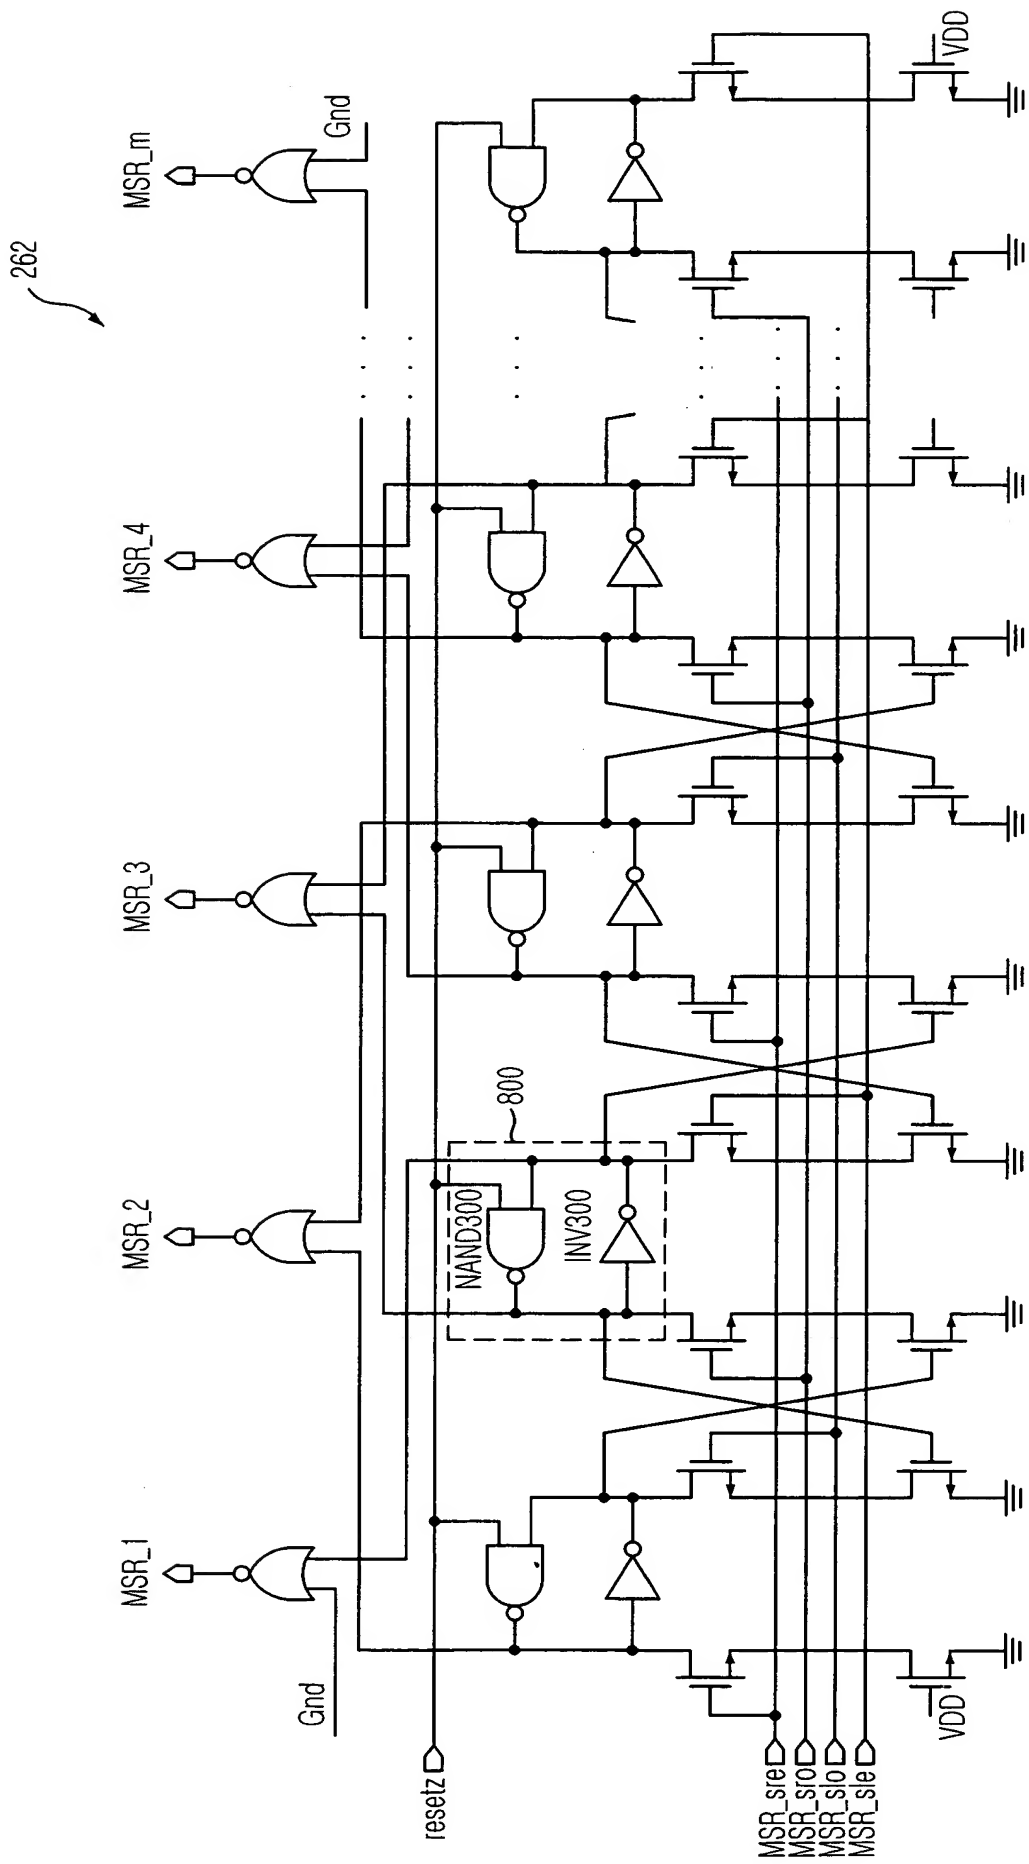 262
MSR_1
MSR_2
MSR_3
MSR_4
MSR_m
Gnd
Gnd
resetz
800
NAND300
INV300
MSR_sre
MSR_sro
MSR_slo
MSR_sle
VDD
VDD